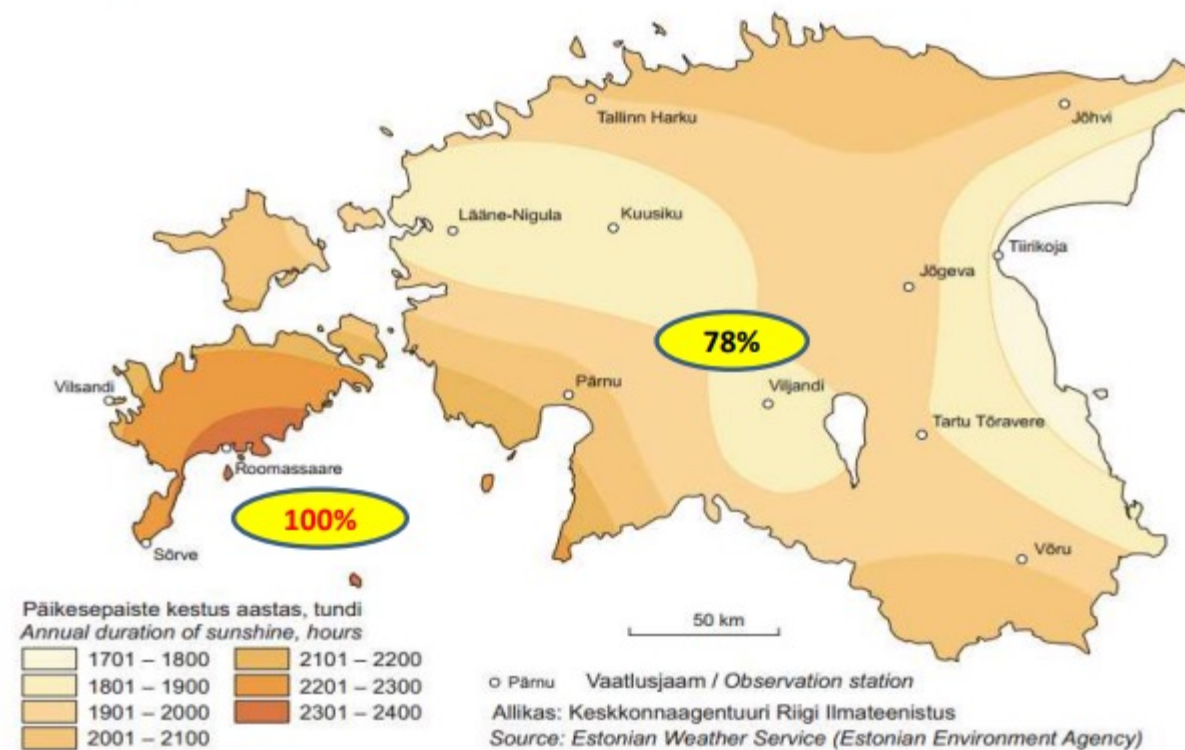 Tallinn Harku
Jõhvi
Lääne-Nigula
Kuusiku
Tiirikoja
Jõgeva
78%
Vilsandi
Pärnu
Viljandi
Tartu Tõravere
Roomassaare
100%
Sõrve
Võru
Päikesepaiste kestus aastas, tundi
Annual duration of sunshine, hours
1701 – 1800
1801 – 1900
1901 – 2000
2001 – 2100
2101 – 2200
2201 – 2300
2301 – 2400
50 km
Pärnu Vaatlusjaam / Observation station
Allikas: Keskkonnaagentuuri Riigi Ilmateenistus
Source: Estonian Weather Service (Estonian Environment Agency)